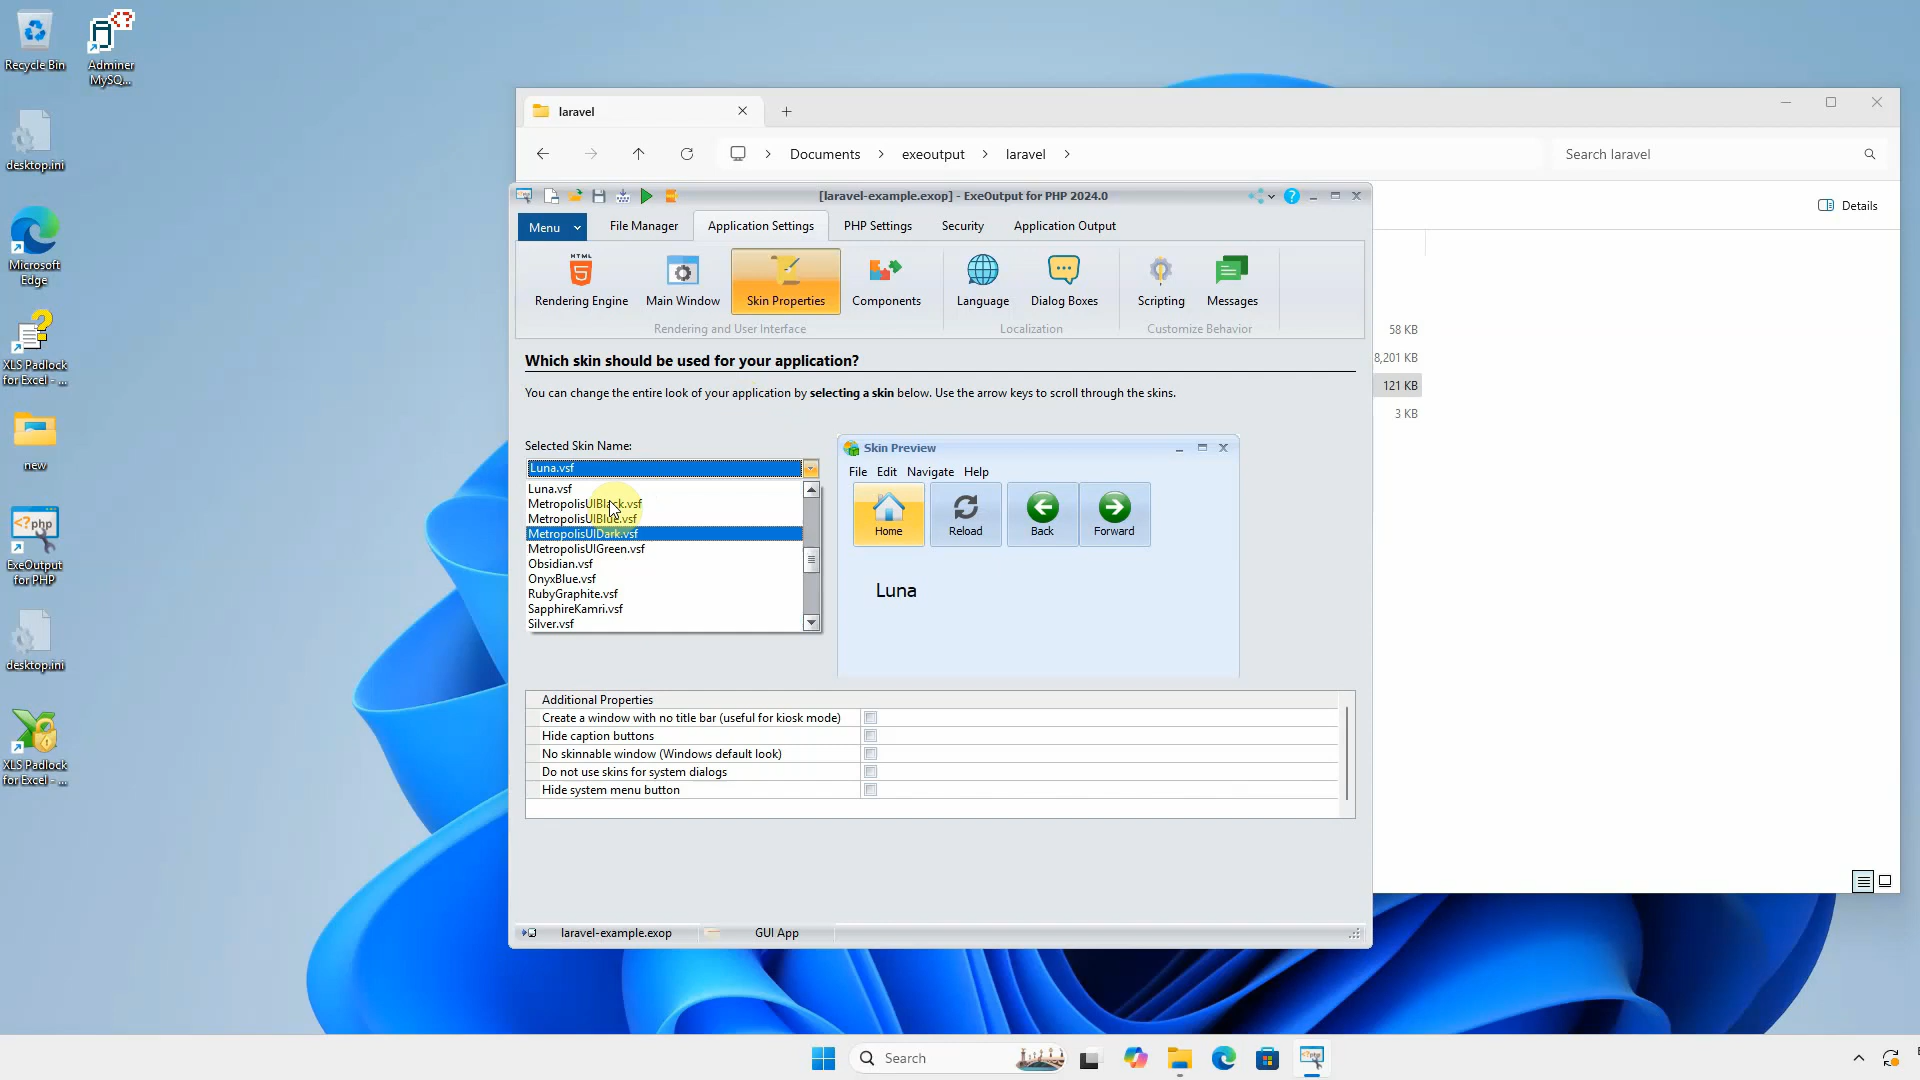 Recycle Bin
Adminer
MySQ...
desktop.ini
Microsoft
Edge
XLS Padlock
for Excel - ...
new
ExeOutput
for PHP
desktop.ini
XLS Padlock
for Excel - ...
laravel
Documents
exeoutput
laravel
Search laravel
Details
58 KB
8,201 KB
121 KB
3 KB
[laravel-example.exop] - ExeOutput for PHP 2024.0
Menu
File Manager
Application Settings
PHP Settings
Security
Application Output
Rendering Engine
Main Window
Skin Properties
Components
Language
Dialog Boxes
Scripting
Messages
Rendering and User Interface
Localization
Customize Behavior
Which skin should be used for your application?
You can change the entire look of your application by selecting a skin below. Use the arrow keys to scroll through the skins.
Selected Skin Name:
Luna.vsf
Luna.vsf
MetropolisUIBlack.vsf
MetropolisUIBlue.vsf
MetropolisUIDark.vsf
MetropolisUIGreen.vsf
Obsidian.vsf
OnyxBlue.vsf
RubyGraphite.vsf
SapphireKamri.vsf
Silver.vsf
Skin Preview
File Edit Navigate Help
Home
Reload
Back
Forward
Luna
Additional Properties
Create a window with no title bar (useful for kiosk mode)
Hide caption buttons
No skinnable window (Windows default look)
Do not use skins for system dialogs
Hide system menu button
laravel-example.exop
GUI App
Search